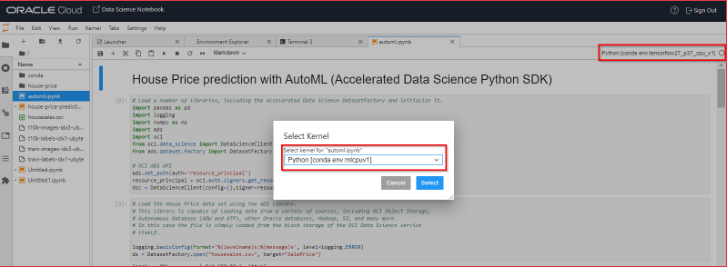 ORACLE Cloud
Data Science Notebook
Sign Out
File Edit View Run Kernel Tabs Settings Help
Launcher
Environment Explorer
Terminal 3
automl.ipynb
Markdown
Python [conda env:tensorflow27_p37_cpu_v1]
/
Name
conda
house-price
automl.ipynb
house-price-predict...
housesales.csv
t10k-images-idx3-ub...
t10k-labels-idx1-ubyte
train-images-idx3-ub...
train-labels-idx1-ubyte
Untitled.ipynb
Untitled1.ipynb
House Price prediction with AutoML (Accelerated Data Science Python SDK)
# Load a number of libraries, including the Accelerated Data Science DatasetFactory and initialize it.
import pandas as pd
import logging
import numpy as np
import ads
import oci
from ads.data_science import DataScienceClient
from ads.dataset.factory import DatasetFactory
# OCI ADS API
ads.set_auth(auth='resource_principal')
resource_principal = oci.auth.signers.get_reso
dsc = DataScienceClient(config={},signer=resour
Select Kernel
Select kernel for: "automl.ipynb"
Python [conda env:mlcpuv1]
Cancel
Select
# Load the House Price data set using the ADS library.
# This library is capable of loading data from a variety of sources, including OCI Object Storage,
# Autonomous Database (ADW and ATP), other Oracle databases, Hadoop, S3, and many more.
# In this case the file is simply loaded from the block storage of the OCI Data Science service
# itself.
logging.basicConfig(format='%(levelname)s:%(message)s', level=logging.ERROR)
ds = DatasetFactory.open("housesales.csv", target="SalePrice")